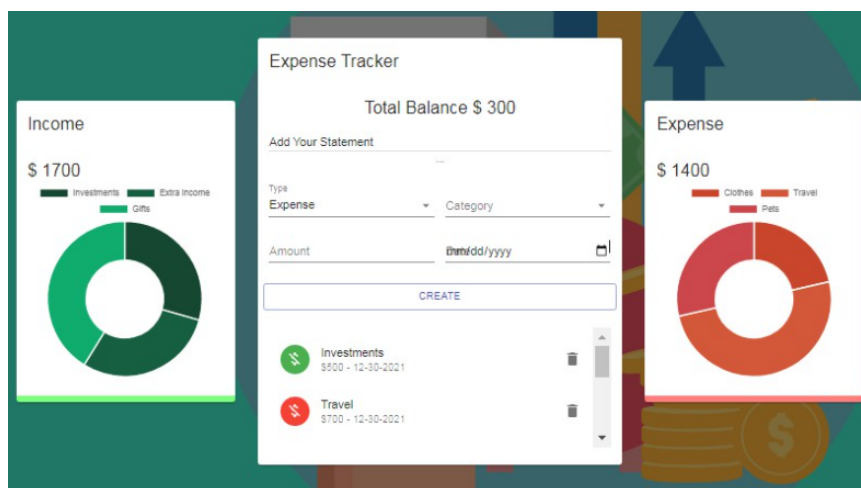 Income
$ 1700
Investments Extra Income
Gifts
Expense Tracker
Total Balance $ 300
Add Your Statement
...
Type
Expense
Category
Amount
mm/dd/yyyy
CREATE
Investments
$500 - 12-30-2021
Travel
$700 - 12-30-2021
Expense
$ 1400
Clothes Travel
Pets
$